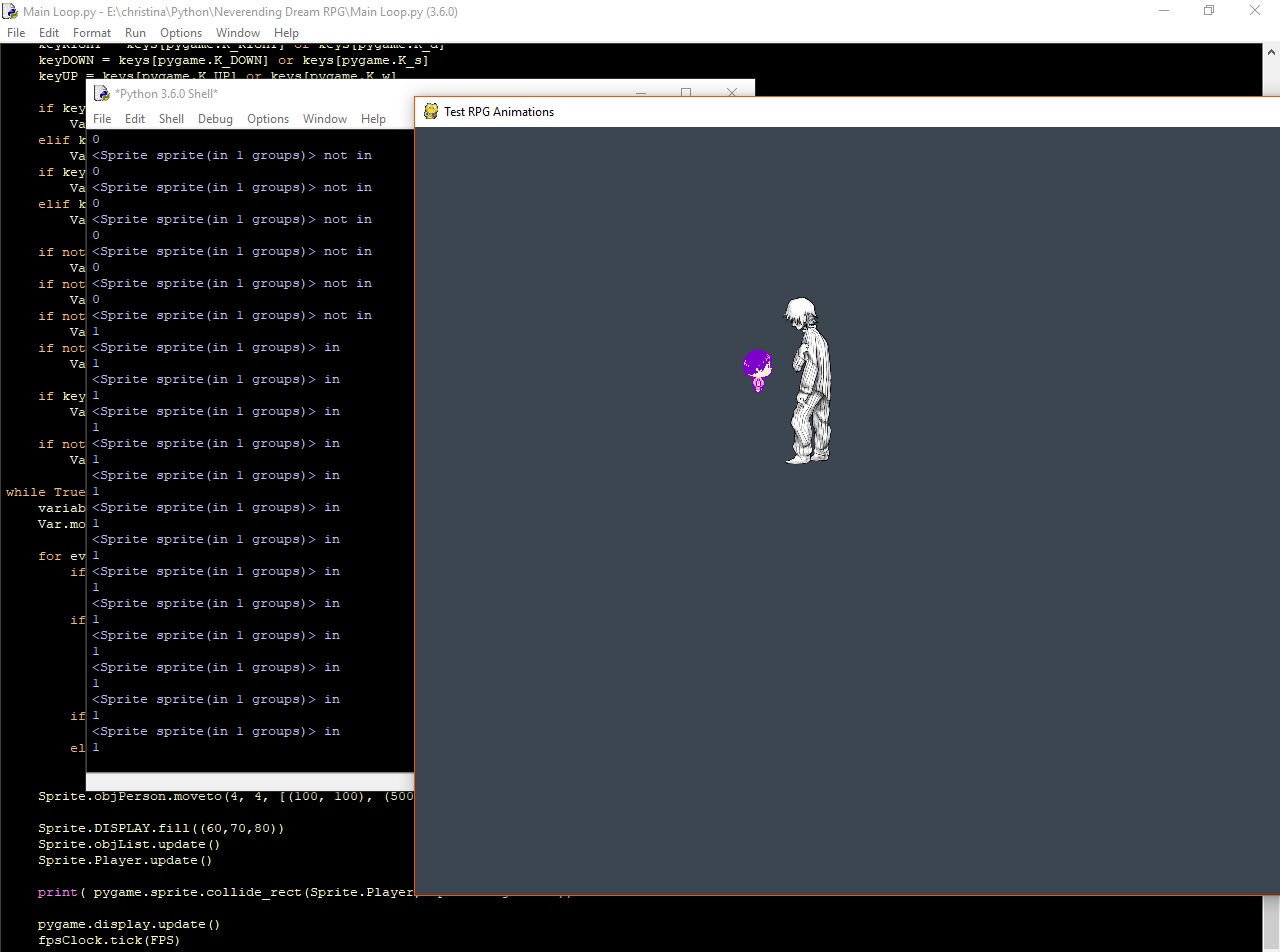 Main Loop.py - E:\christina\Python\Neverending Dream RPG\Main Loop.py (3.6.0)
File Edit Format Run Options Window Help
keyRIGHT = keys[pygame.K_RIGHT] or keys[pygame.K_d]
keyDOWN = keys[pygame.K_DOWN] or keys[pygame.K_s]
keyUP = keys[pygame.K_UP] or keys[pygame.K_w]
if key
Va
elif k
Va
if key
Va
elif k
Va
if not
Va
if not
Va
if not
Va
if not
Va
if key
Va
if not
Va
while True
variab
Var.mo
for ev
if
if
if
el
Sprite.objPerson.moveto(4, 4, [(100, 100), (500
Sprite.DISPLAY.fill((60,70,80))
Sprite.objList.update()
Sprite.Player.update()
print( pygame.sprite.collide_rect(Sprite.Player,
pygame.display.update()
fpsClock.tick(FPS)
*Python 3.6.0 Shell*
File Edit Shell Debug Options Window Help
0
<Sprite sprite(in 1 groups)> not in
0
<Sprite sprite(in 1 groups)> not in
0
<Sprite sprite(in 1 groups)> not in
0
<Sprite sprite(in 1 groups)> not in
0
<Sprite sprite(in 1 groups)> not in
0
<Sprite sprite(in 1 groups)> not in
1
<Sprite sprite(in 1 groups)> in
1
<Sprite sprite(in 1 groups)> in
1
<Sprite sprite(in 1 groups)> in
1
<Sprite sprite(in 1 groups)> in
1
<Sprite sprite(in 1 groups)> in
1
<Sprite sprite(in 1 groups)> in
1
<Sprite sprite(in 1 groups)> in
1
<Sprite sprite(in 1 groups)> in
1
<Sprite sprite(in 1 groups)> in
1
<Sprite sprite(in 1 groups)> in
1
<Sprite sprite(in 1 groups)> in
1
<Sprite sprite(in 1 groups)> in
1
<Sprite sprite(in 1 groups)> in
1
Test RPG Animations